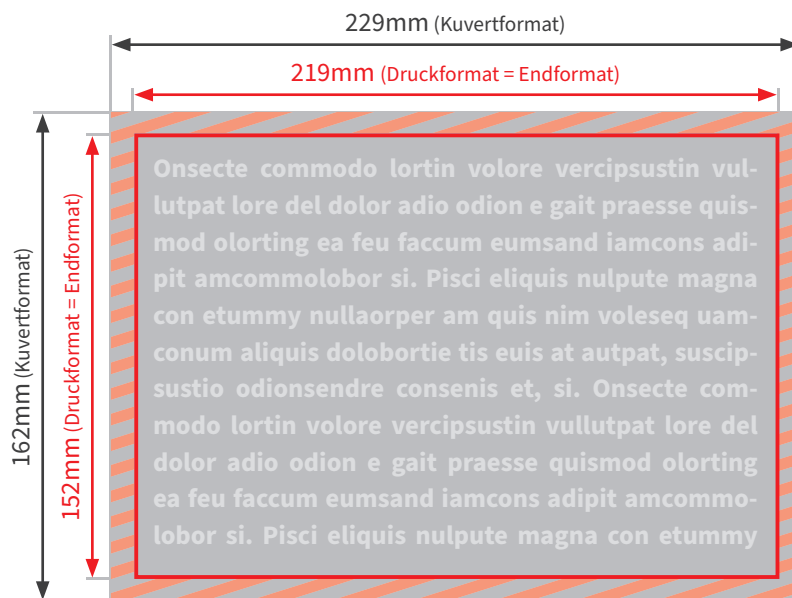 229mm (Kuvertformat)
219mm (Druckformat = Endformat)
162mm (Kuvertformat)
152mm (Druckformat = Endformat)
Onsecte commodo lortin volore vercipsustin vul-
lutpat lore del dolor adio odion e gait praesse quis-
mod olorting ea feu faccum eumsand iamcons adi-
pit amcommolobor si. Pisci eliquis nulpute magna
con etummy nullaorper am quis nim voleseq uam-
conum aliquis dolobortie tis euis at autpat, suscip-
sustio odionsendre consenis et, si. Onsecte com-
modo lortin volore vercipsustin vullutpat lore del
dolor adio odion e gait praesse quismod olorting
ea feu faccum eumsand iamcons adipit amcommo-
lobor si. Pisci eliquis nulpute magna con etummy